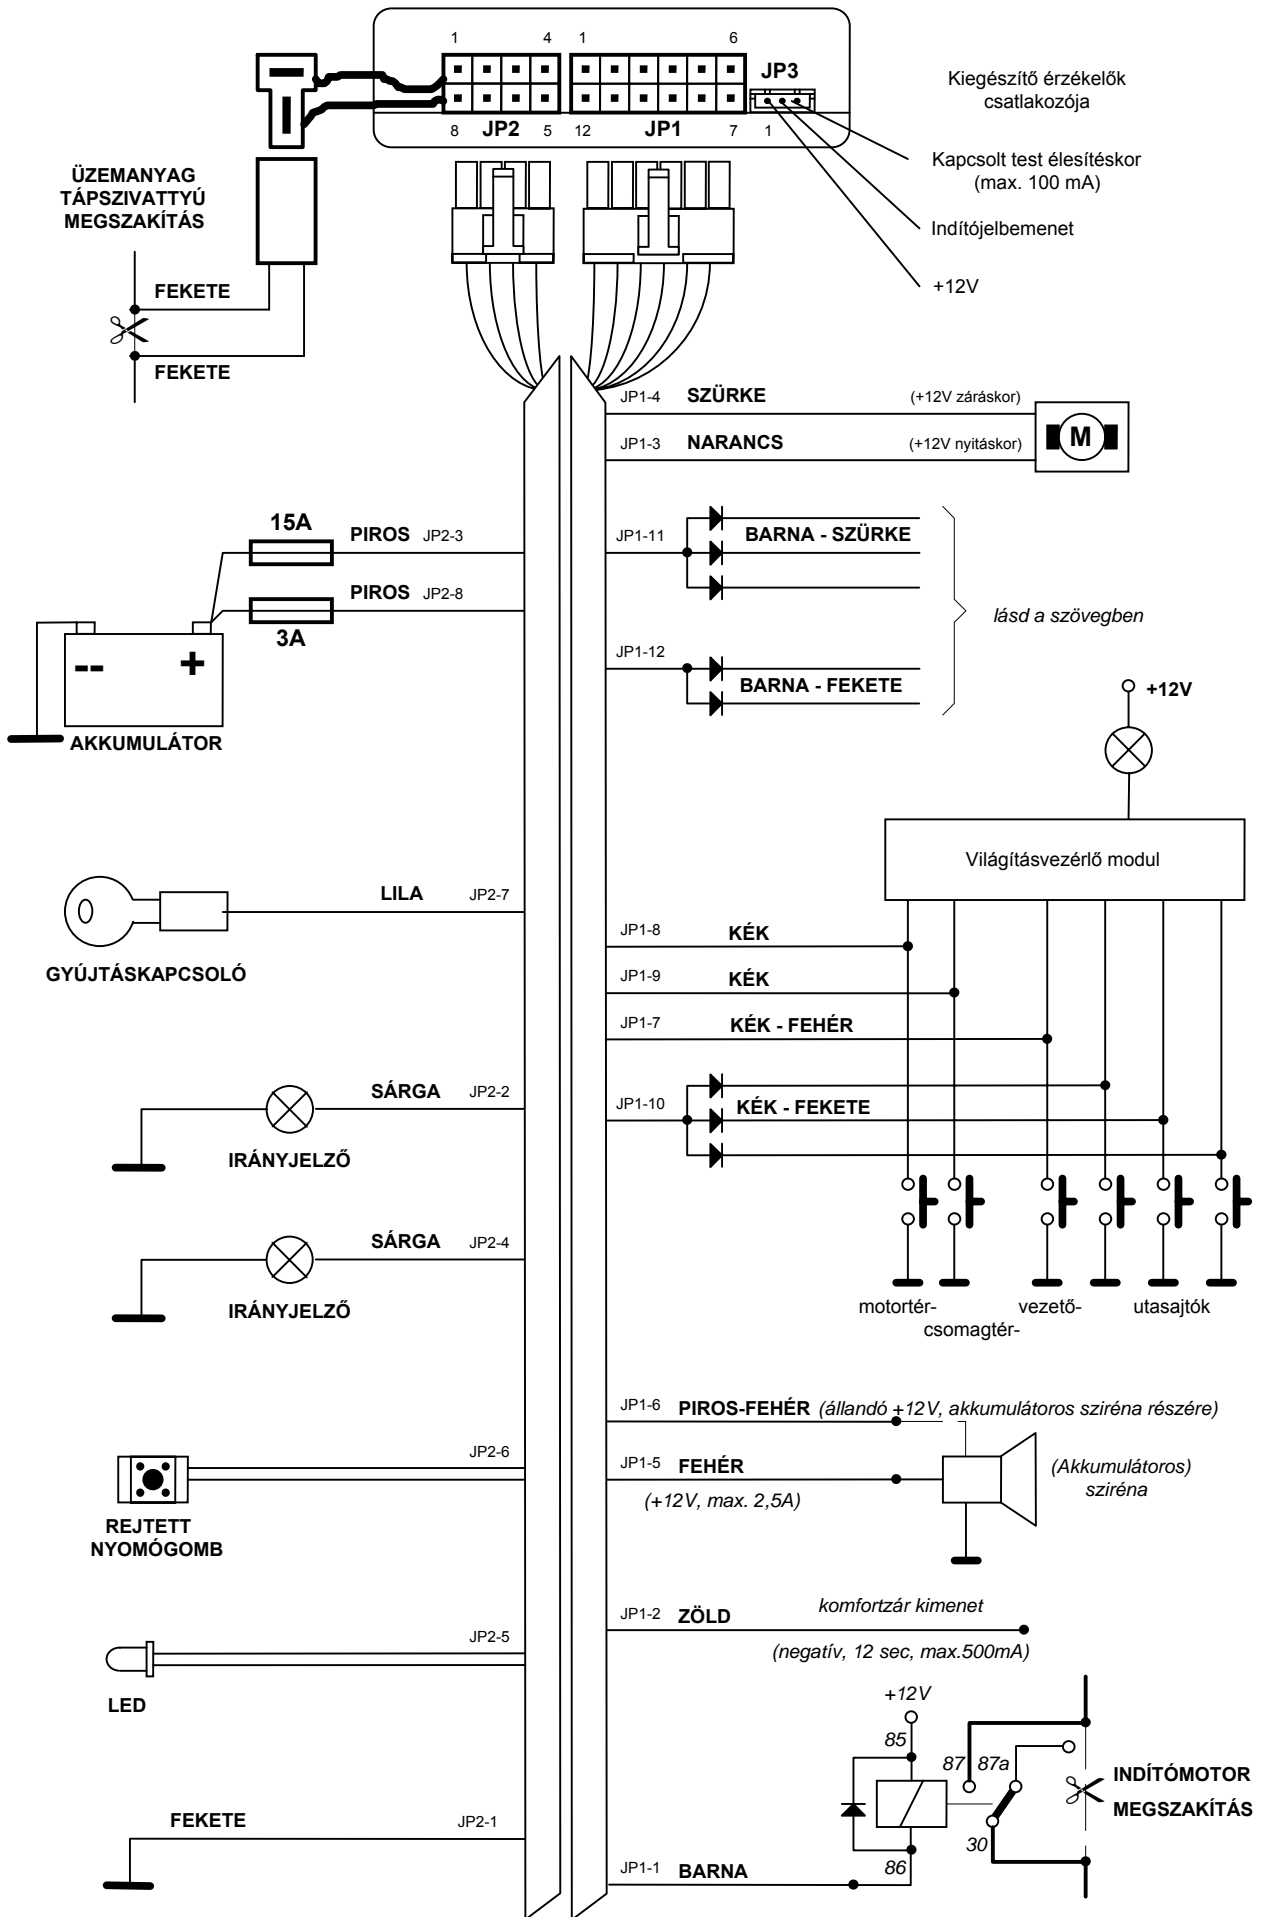 1 4 1 6
JP3
8 JP2 5 12 JP1 7 1
Kiegészítő érzékelők
csatlakozója
Kapcsolt test élesítéskor
(max. 100 mA)
Indítójelbemenet
+12V
ÜZEMANYAG
TÁPSZIVATTYÚ
MEGSZAKÍTÁS
FEKETE
FEKETE
JP1-4 SZÜRKE (+12V záráskor)
JP1-3 NARANCS (+12V nyitáskor)
M
15A
PIROS JP2-3
PIROS JP2-8
3A
-- +
AKKUMULÁTOR
JP1-11 BARNA - SZÜRKE
JP1-12 BARNA - FEKETE
lásd a szövegben
+12V
Világításvezérlő modul
LILA JP2-7
GYÚJTÁSKAPCSOLÓ
JP1-8 KÉK
JP1-9 KÉK
JP1-7 KÉK - FEHÉR
JP1-10 KÉK - FEKETE
SÁRGA JP2-2
IRÁNYJELZŐ
SÁRGA JP2-4
IRÁNYJELZŐ
motortér- vezető- utasajtók
csomagtér-
JP1-6 PIROS-FEHÉR (állandó +12V, akkumulátoros sziréna részére)
JP1-5 FEHÉR
(+12V, max. 2,5A)
(Akkumulátoros)
sziréna
JP2-6
REJTETT
NYOMÓGOMB
JP1-2 ZÖLD komfortzár kimenet
(negatív, 12 sec, max.500mA)
JP2-5
LED
+12V
85
87 87a
30
86
INDÍTÓMOTOR
MEGSZAKÍTÁS
FEKETE JP2-1
JP1-1 BARNA